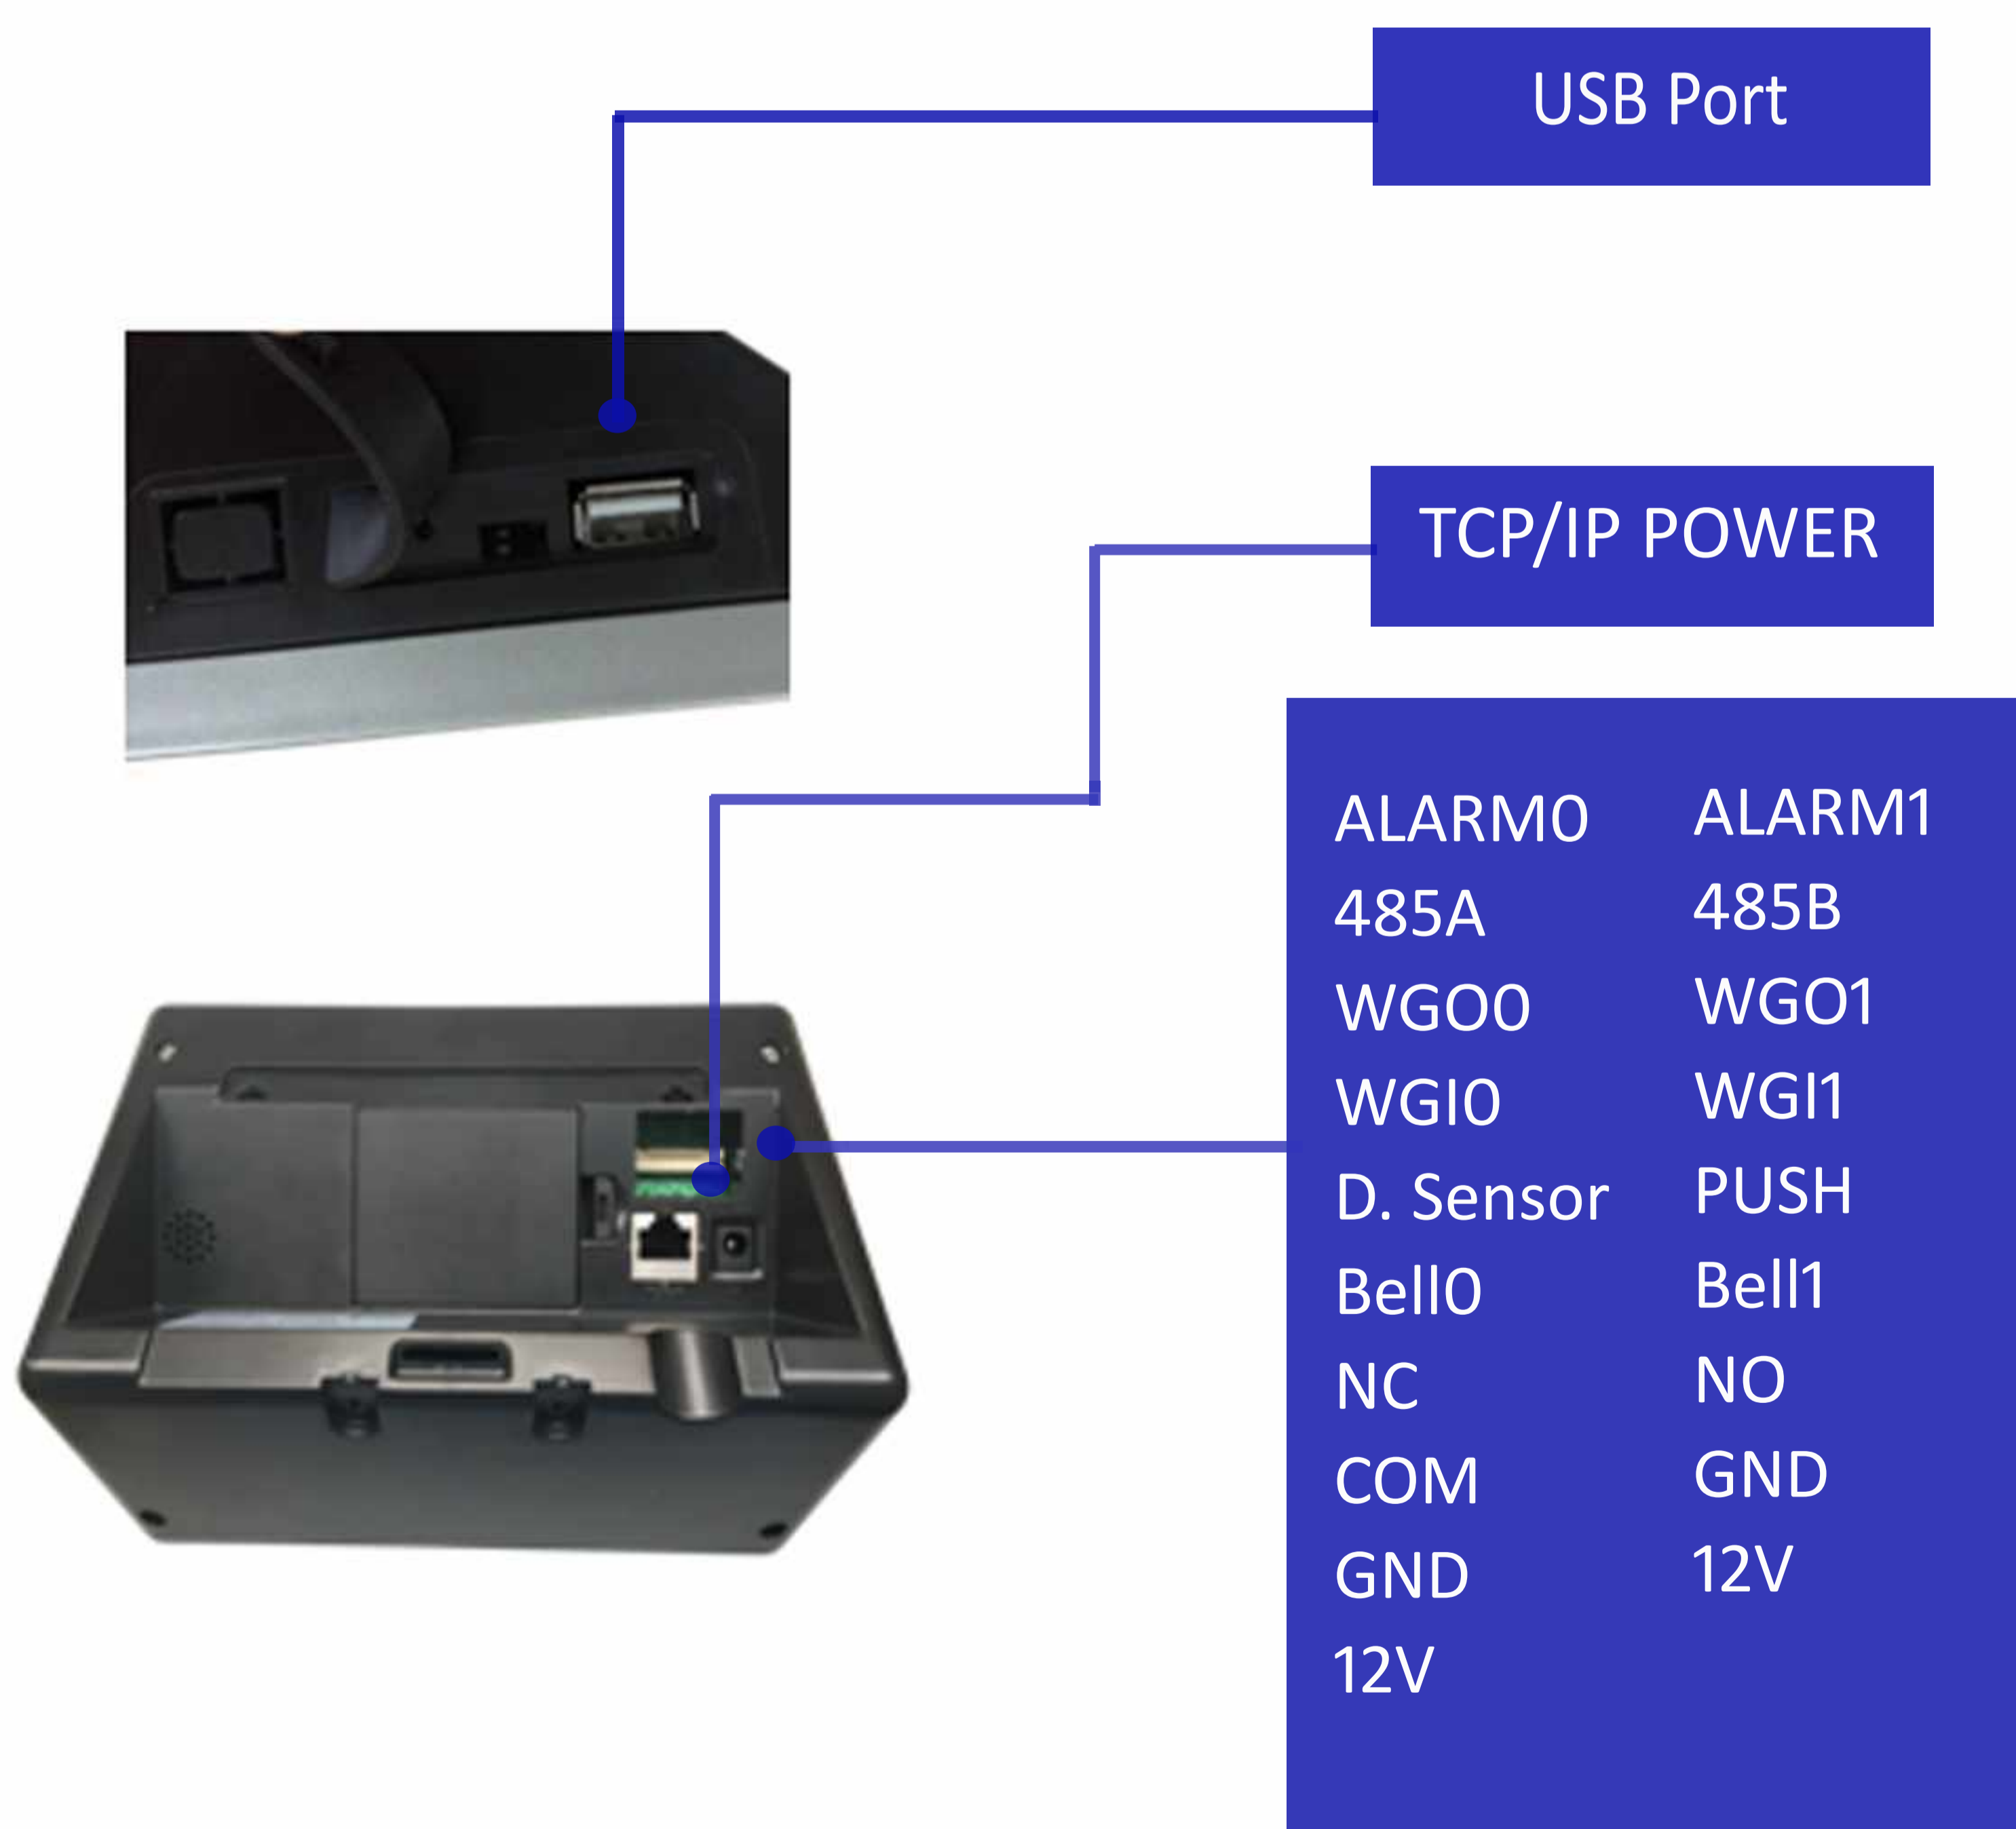 USB Port
TCP/IP POWER
ALARM0 ALARM1
485A 485B
WGO0 WGO1
WGI0 WGI1
D. Sensor PUSH
Bell0 Bell1
NC NO
COM GND
GND 12V
12V